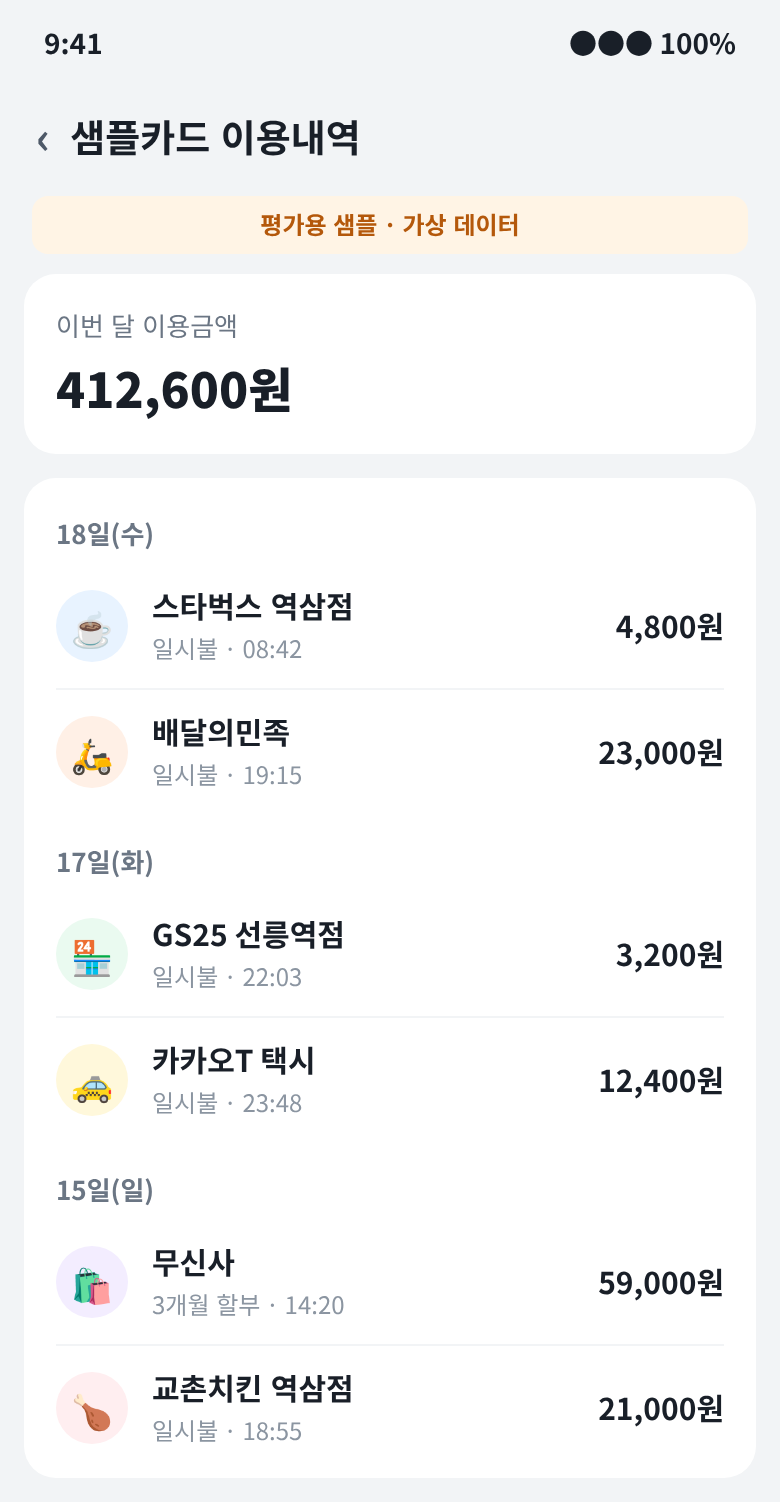 9:41 ●●● 100%
‹ 샘플카드 이용내역
평가용 샘플 · 가상 데이터
이번 달 이용금액
412,600원
18일(수)
스타벅스 역삼점
일시불 · 08:42
4,800원
배달의민족
일시불 · 19:15
23,000원
17일(화)
GS25 선릉역점
일시불 · 22:03
3,200원
24
카카오T 택시
일시불 · 23:48
12,400원
15일(일)
무신사
3개월 할부 · 14:20
59,000원
교촌치킨 역삼점
일시불 · 18:55
21,000원